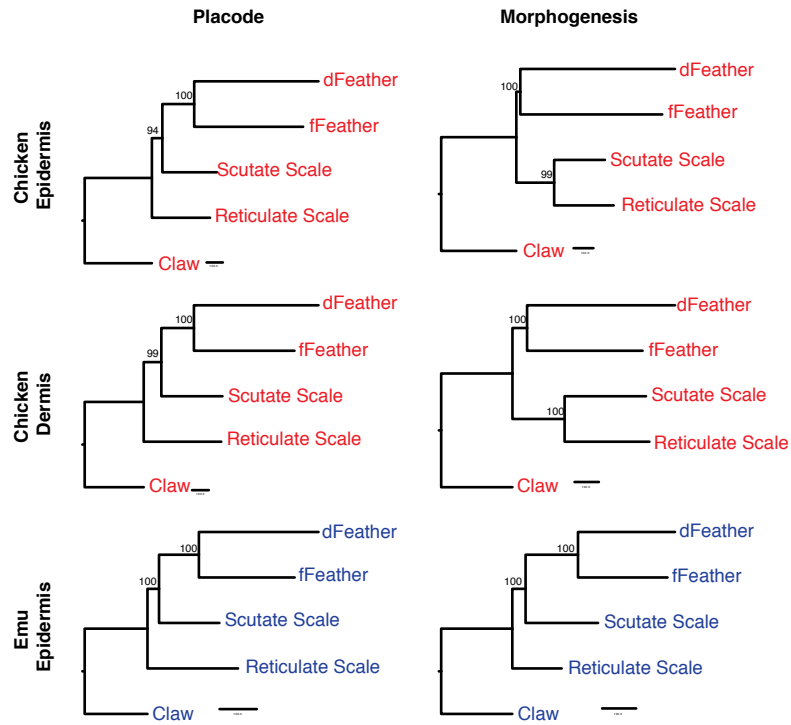 Placode
Morphogenesis
Chicken
Epidermis
100
94
dFeather
fFeather
Scutate Scale
Reticulate Scale
Claw
100
99
dFeather
fFeather
Scutate Scale
Reticulate Scale
Claw
Chicken
Dermis
100
99
dFeather
fFeather
Scutate Scale
Reticulate Scale
Claw
100
100
dFeather
fFeather
Scutate Scale
Reticulate Scale
Claw
Emu
Epidermis
100
100
dFeather
fFeather
Scutate Scale
Reticulate Scale
Claw
100
100
dFeather
fFeather
Scutate Scale
Reticulate Scale
Claw